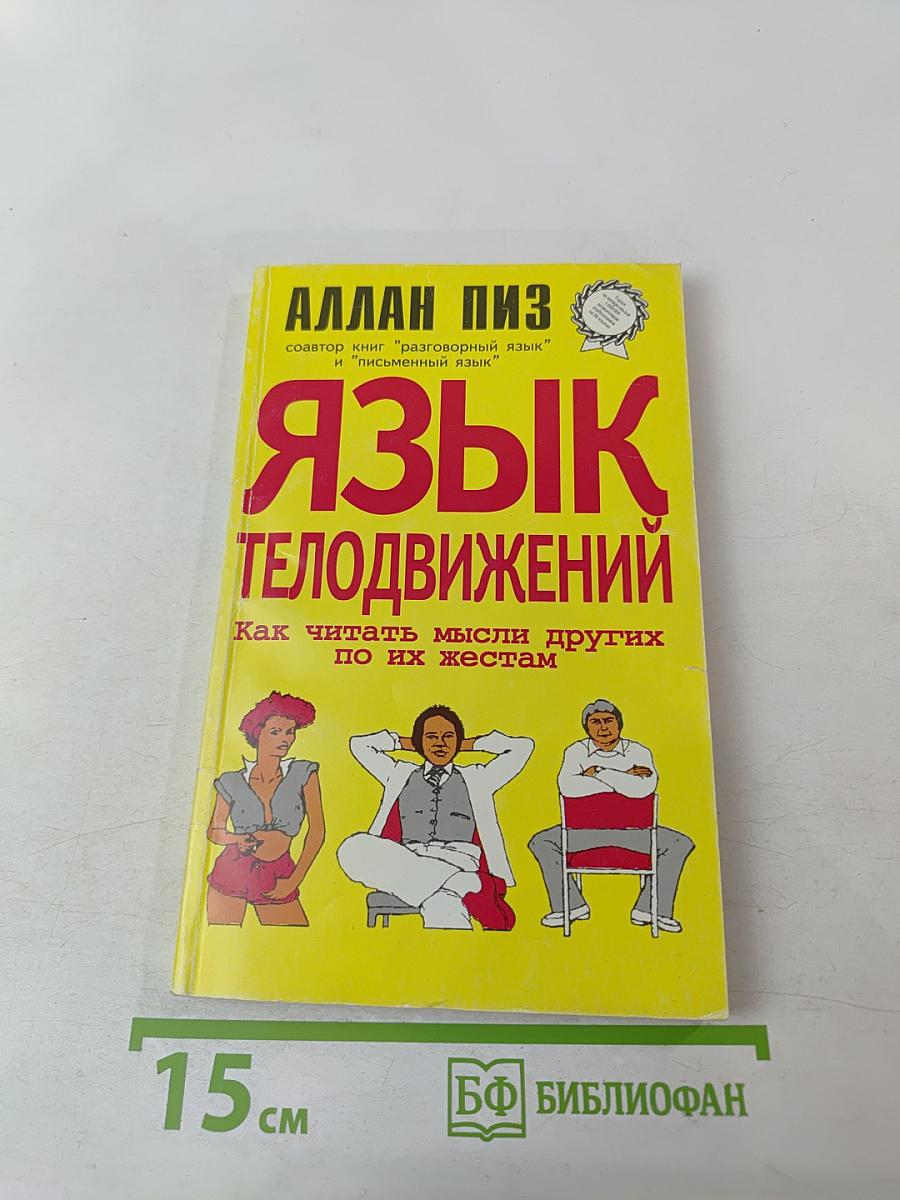 АЛЛАН ПИЗ
соавтор книг "разговорный язык"
и "письменный язык"
ЯЗЫК
ТЕЛОДВИЖЕНИЙ
Как читать мысли других
по их жестам
15 см
БФ БИБЛИОФАН